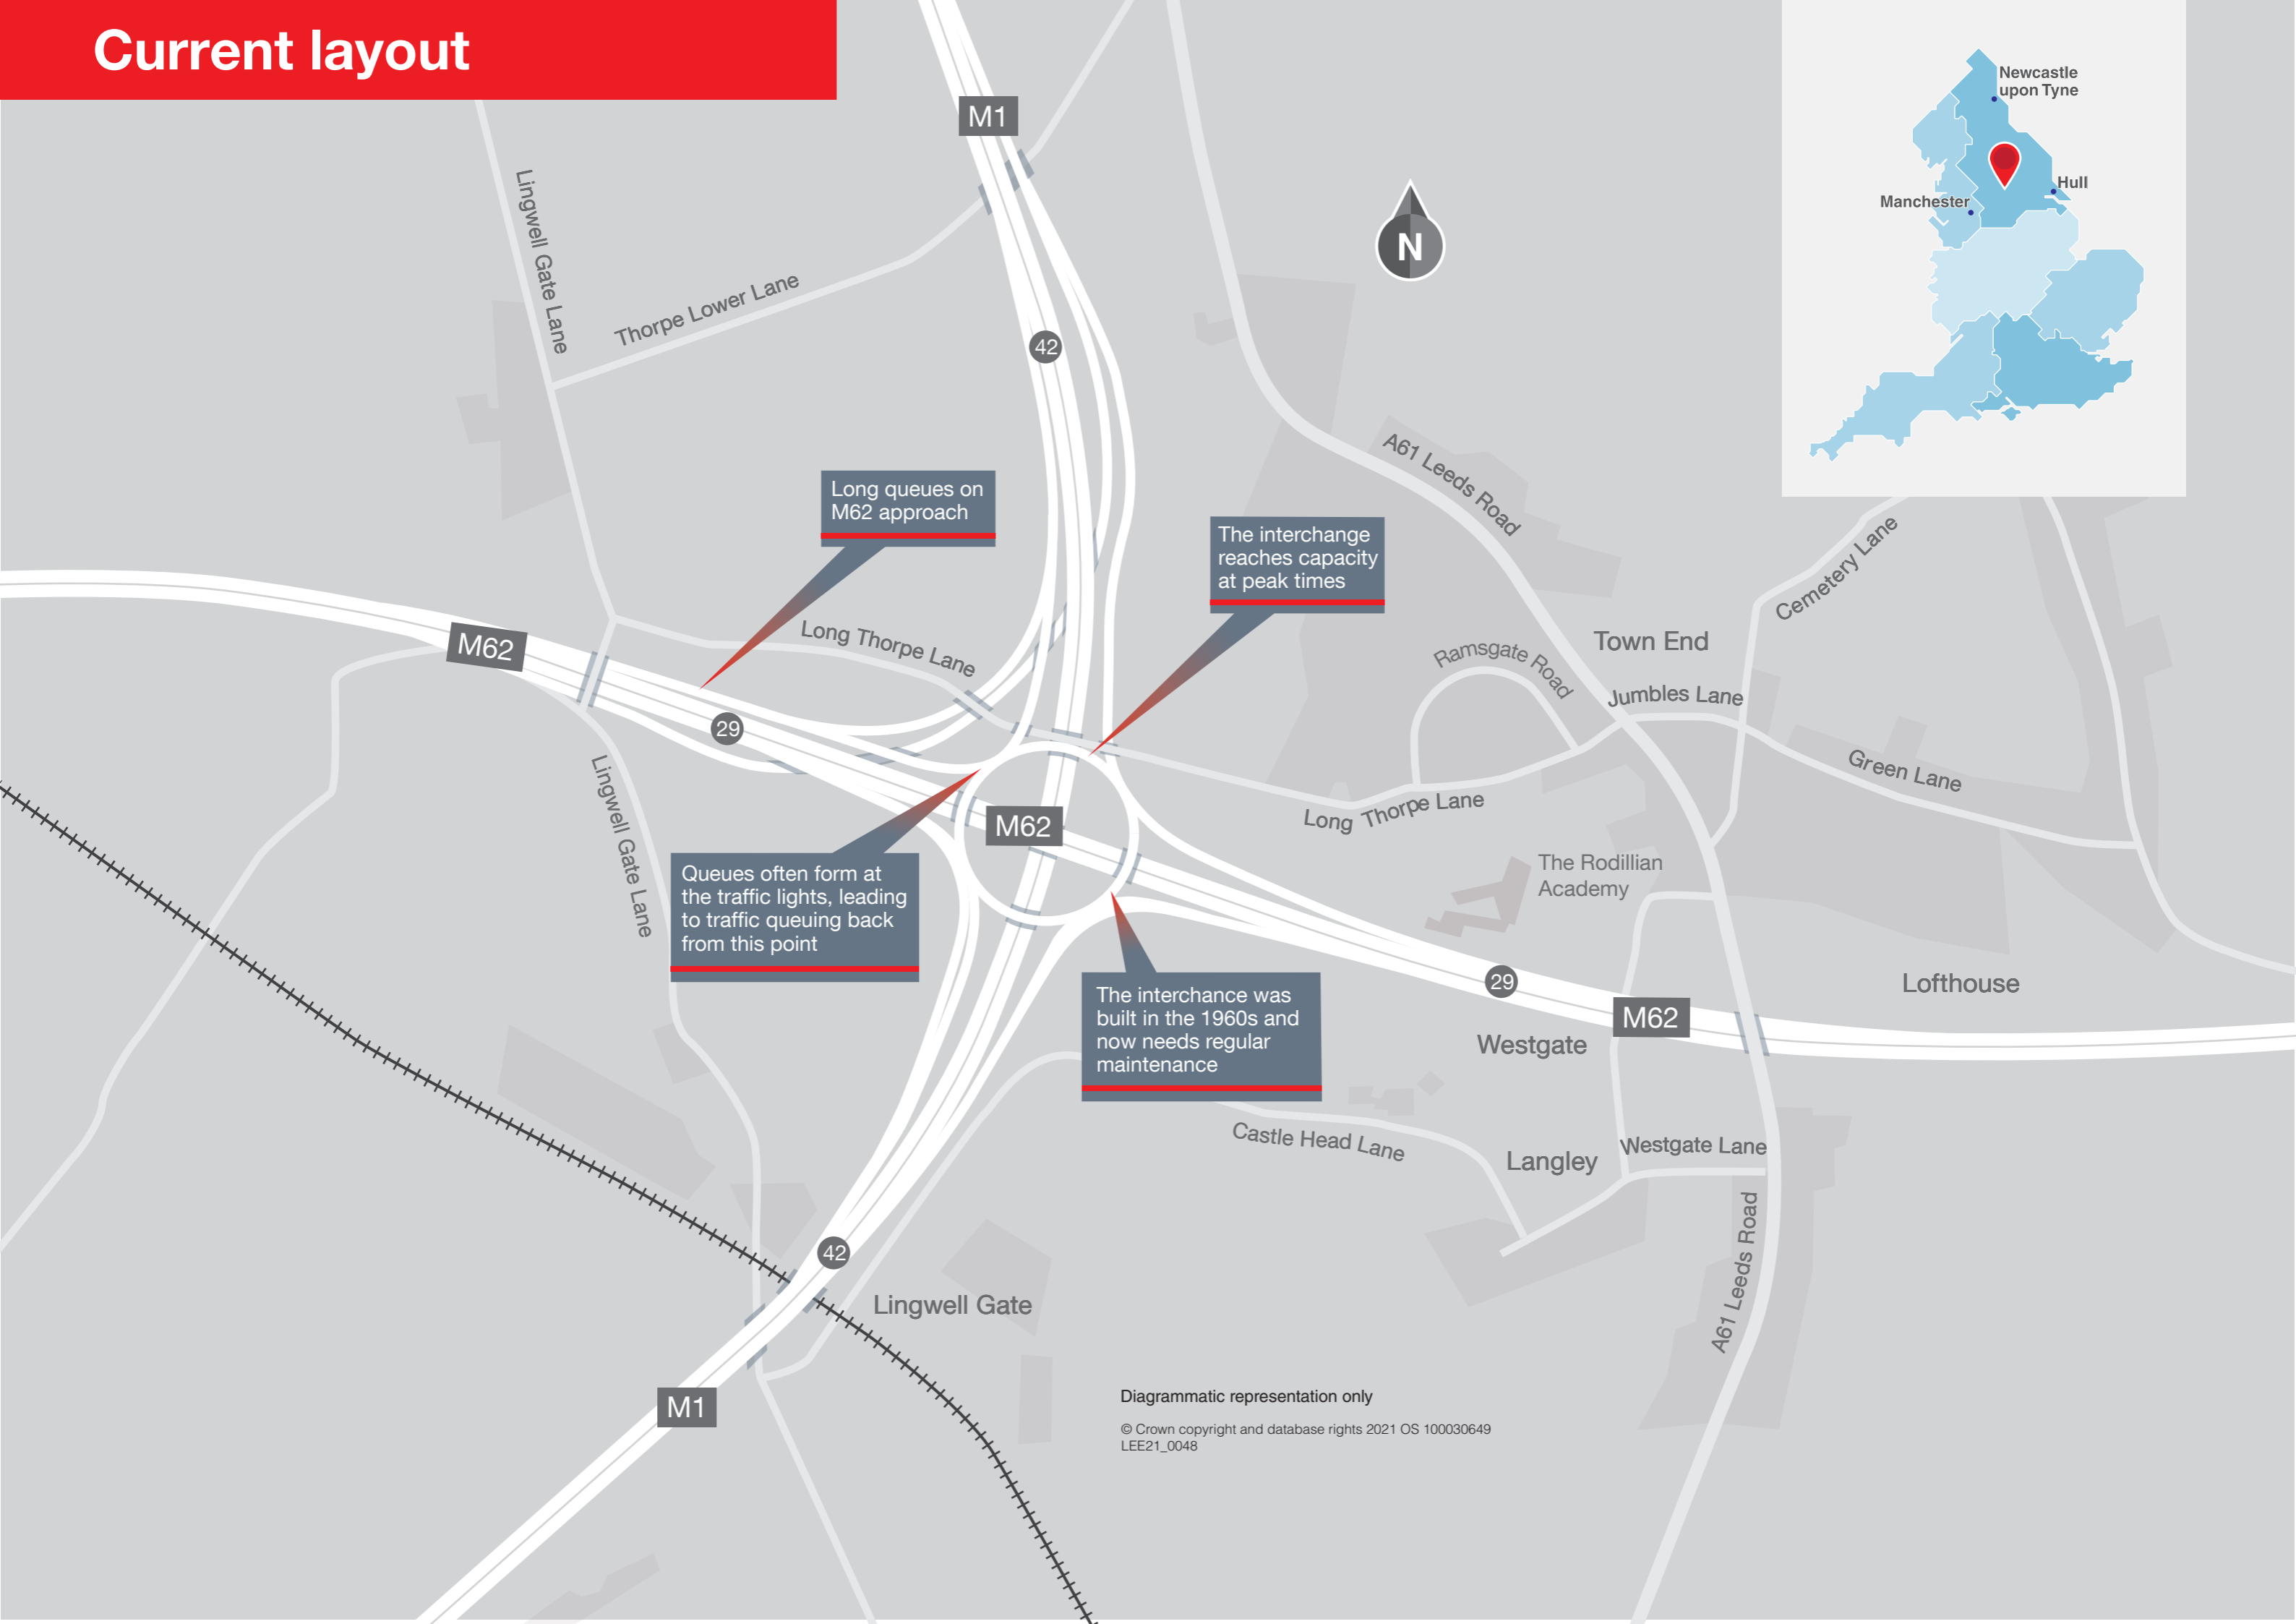 Current layout
Newcastle
upon Tyne
Hull
Manchester
M1
Lingwell Gate Lane
Thorpe Lower Lane
N
42
A61 Leeds Road
Long queues on
M62 approach
The interchange
reaches capacity
at peak times
Cemetery Lane
M62
Long Thorpe Lane
Town End
Ramsgate Road
Jumbles Lane
29
Green Lane
Lingwell Gate Lane
M62
Long Thorpe Lane
Queues often form at
the traffic lights, leading
to traffic queuing back
from this point
The Rodillian
Academy
29
Lofthouse
M62
The interchance was
built in the 1960s and
now needs regular
maintenance
Westgate
Castle Head Lane
Langley
Westgate Lane
A61 Leeds Road
42
Lingwell Gate
M1
Diagrammatic representation only
© Crown copyright and database rights 2021 OS 100030649
LEE21_0048